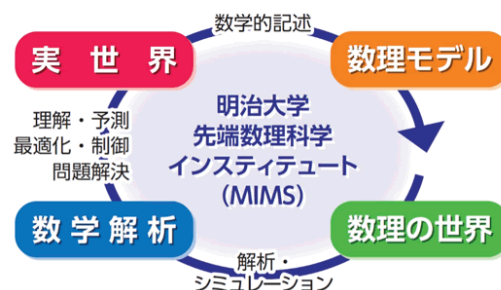 数学的記述
実世界
数理モデル
明治大学
先端数理科学
インスティテュート
(MIMS)
理解・予測
最適化・制御
問題解決
数学解析
数理の世界
解析・
シミュレーション